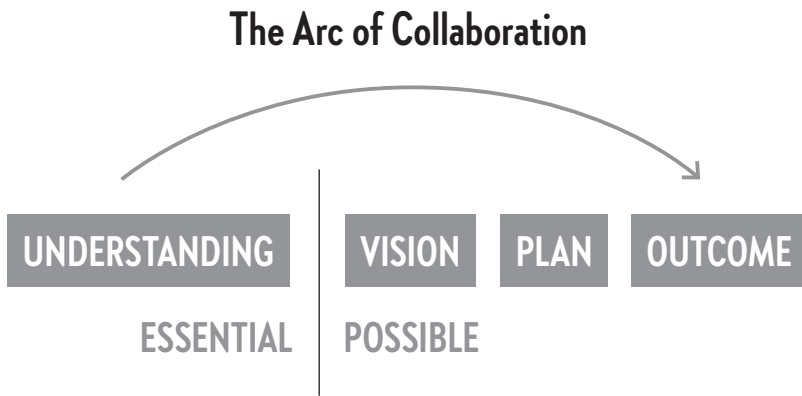 The Arc of Collaboration
UNDERSTANDING VISION PLAN OUTCOME
ESSENTIAL POSSIBLE